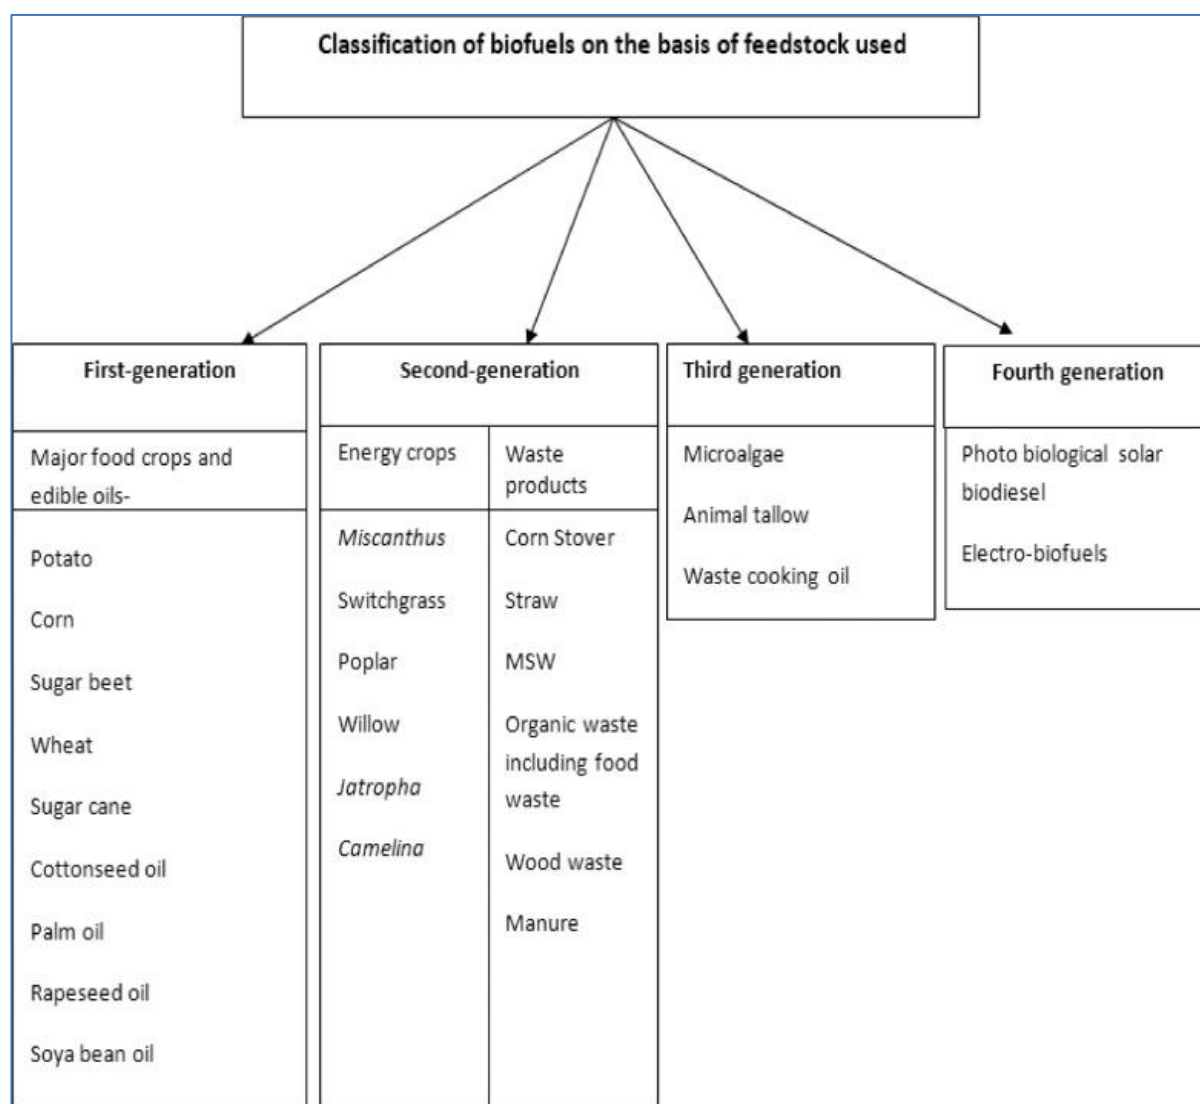 Classification of biofuels on the basis of feedstock used
First-generation
Major food crops and
edible oils-
Potato
Corn
Sugar beet
Wheat
Sugar cane
Cottonseed oil
Palm oil
Rapeseed oil
Soya bean oil
Second-generation
Energy crops
Miscanthus
Switchgrass
Poplar
Willow
Jatropha
Camelina
Waste
products
Corn Stover
Straw
MSW
Organic waste
including food
waste
Wood waste
Manure
Third generation
Microalgae
Animal tallow
Waste cooking oil
Fourth generation
Photo biological solar
biodiesel
Electro-biofuels